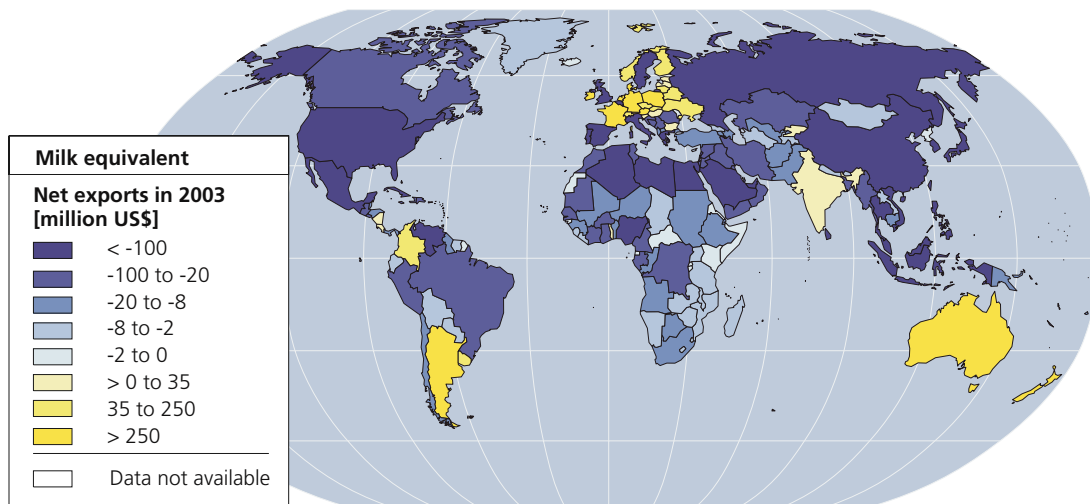 Milk equivalent
Net exports in 2003
[million US$]
< -100
-100 to -20
-20 to -8
-8 to -2
-2 to 0
> 0 to 35
35 to 250
> 250
Data not available